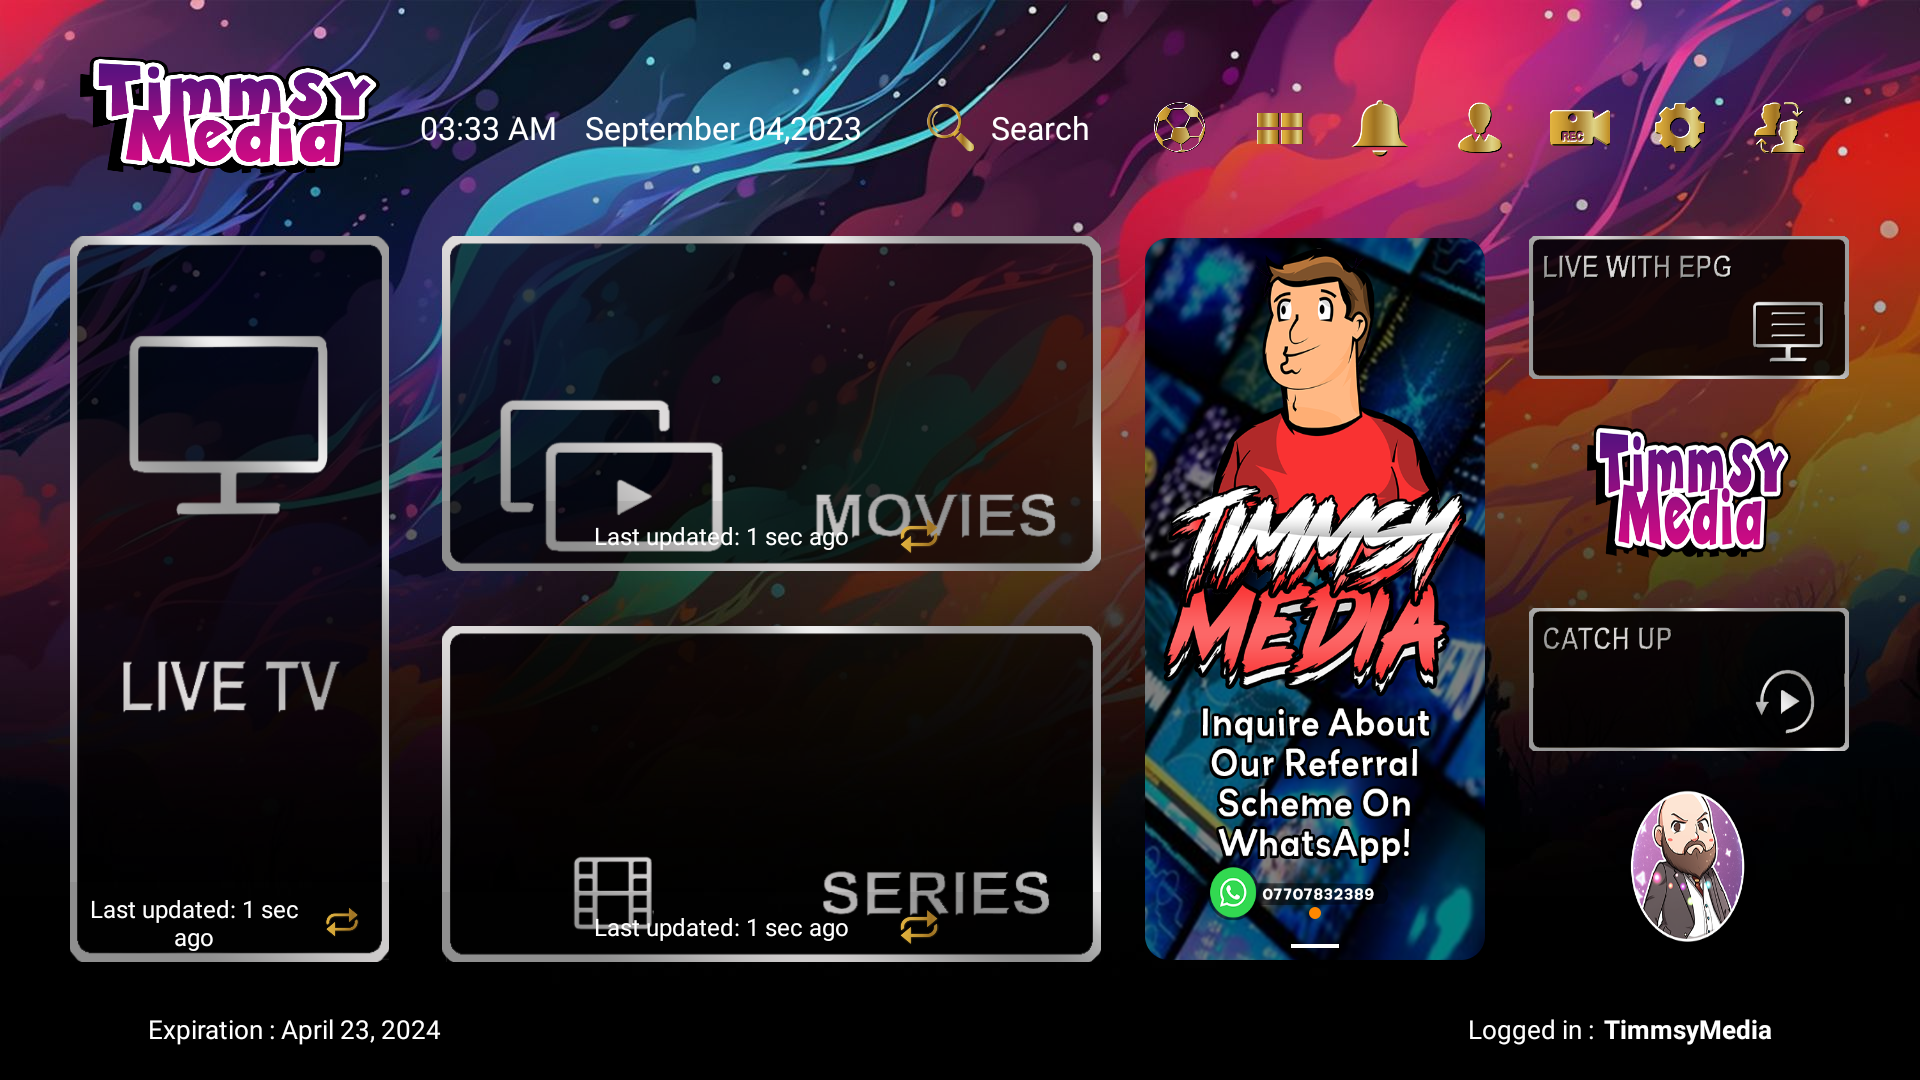 Timmsy
Media
03:33 AM September 04,2023
Search
REC
LIVE TV
Last updated: 1 sec
ago
MOVIES
Last updated: 1 sec ago
SERIES
Last updated: 1 sec ago
TIMMSY
MEDIA
Inquire About
Our Referral
Scheme On
WhatsApp!
07707832389
LIVE WITH EPG
Timmsy
Media
CATCH UP
Expiration : April 23, 2024
Logged in : TimmsyMedia